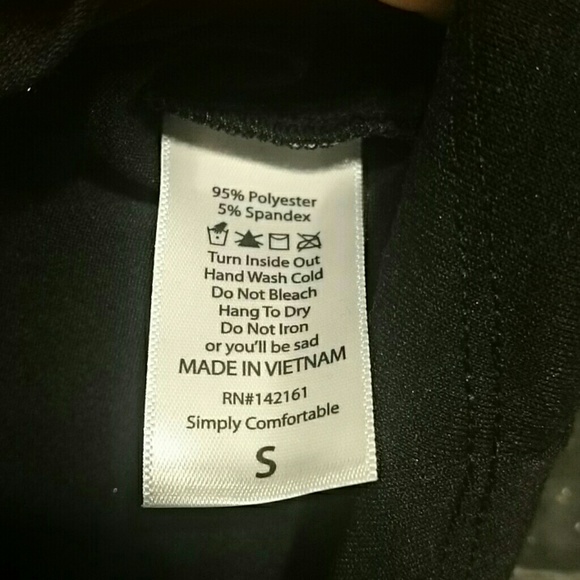 95% Polyester
5% Spandex
Turn Inside Out
Hand Wash Cold
Do Not Bleach
Hang To Dry
Do Not Iron
or you'll be sad
MADE IN VIETNAM
RN#142161
Simply Comfortable
S